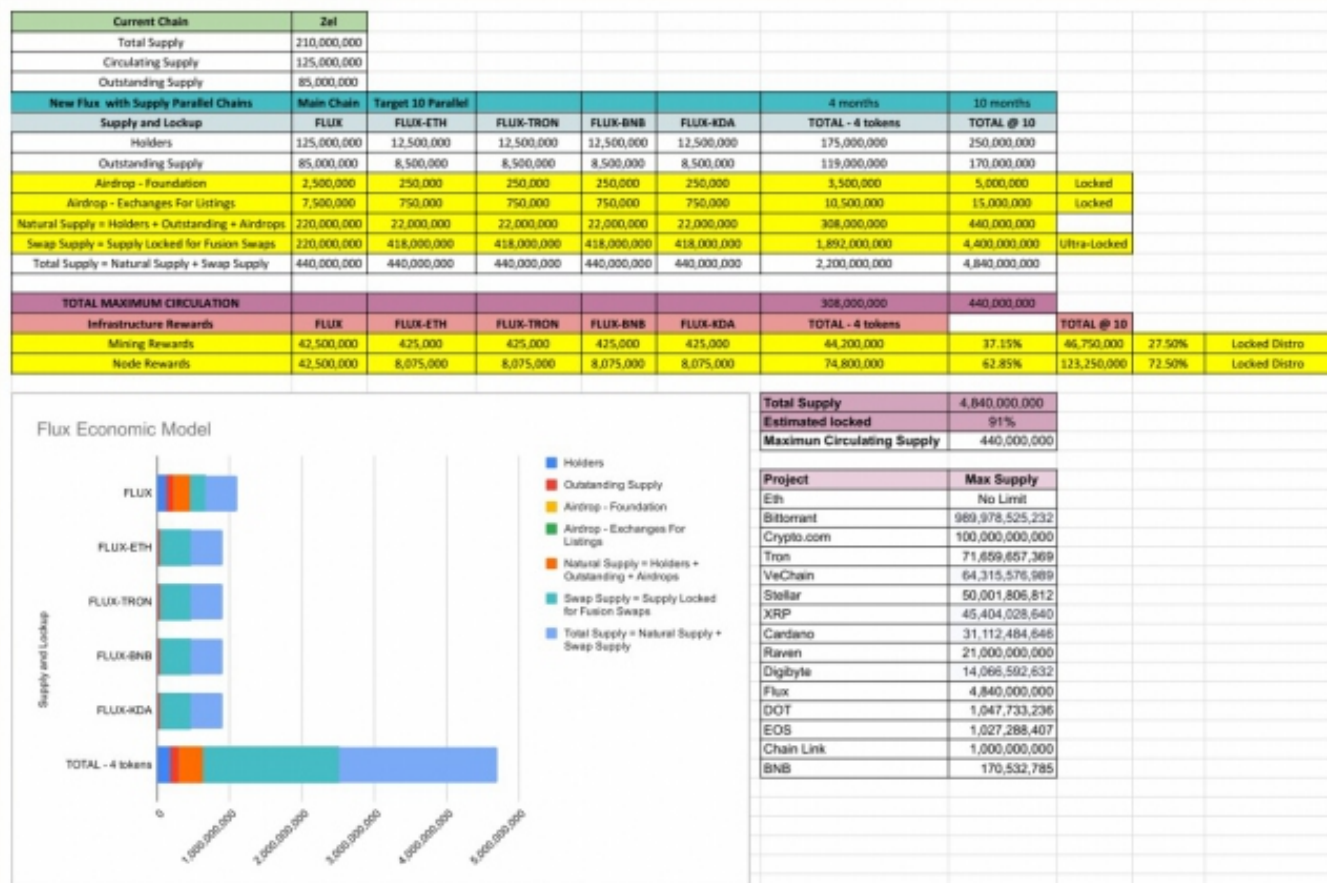 Current Chain Zel
Total Supply 210,000,000
Circulating Supply 125,000,000
Outstanding Supply 85,000,000
New Flux with Supply Parallel Chains Main Chain Target 10 Parallel 4 months 10 months
Supply and Lockup FLUX FLUX-ETH FLUX-TRON FLUX-BNB FLUX-KDA TOTAL - 4 tokens TOTAL @ 10
Holders 125,000,000 12,500,000 12,500,000 12,500,000 12,500,000 175,000,000 250,000,000
Outstanding Supply 85,000,000 8,500,000 8,500,000 8,500,000 8,500,000 119,000,000 170,000,000
Airdrop - Foundation 2,500,000 250,000 250,000 250,000 250,000 3,500,000 5,000,000 Locked
Airdrop - Exchanges For Listings 7,500,000 750,000 750,000 750,000 750,000 10,500,000 15,000,000 Locked
Natural Supply = Holders + Outstanding + Airdrops 220,000,000 22,000,000 22,000,000 22,000,000 22,000,000 308,000,000 440,000,000
Swap Supply = Supply Locked for Fusion Swaps 220,000,000 418,000,000 418,000,000 418,000,000 418,000,000 1,892,000,000 4,400,000,000 Ultra-Locked
Total Supply = Natural Supply + Swap Supply 440,000,000 440,000,000 440,000,000 440,000,000 440,000,000 2,200,000,000 4,840,000,000
TOTAL MAXIMUM CIRCULATION 308,000,000 440,000,000
Infrastructure Rewards FLUX FLUX-ETH FLUX-TRON FLUX-BNB FLUX-KDA TOTAL - 4 tokens TOTAL @ 10
Mining Rewards 42,500,000 425,000 425,000 425,000 425,000 44,200,000 37.15% 46,750,000 27.50% Locked Distro
Node Rewards 42,500,000 8,075,000 8,075,000 8,075,000 8,075,000 74,800,000 62.85% 123,250,000 72.50% Locked Distro
Flux Economic Model
Supply and Lockup
FLUX
FLUX-ETH
FLUX-TRON
FLUX-BNB
FLUX-KDA
TOTAL - 4 tokens
0 1,000,000,000 2,000,000,000 3,000,000,000 4,000,000,000 5,000,000,000
Holders
Outstanding Supply
Airdrop - Foundation
Airdrop - Exchanges For
Listings
Natural Supply = Holders +
Outstanding + Airdrops
Swap Supply = Supply Locked
for Fusion Swaps
Total Supply = Natural Supply +
Swap Supply
Total Supply 4,840,000,000
Estimated locked 91%
Maximun Circulating Supply 440,000,000
Project Max Supply
Eth No Limit
Bittorrant 989,978,525,232
Crypto.com 100,000,000,000
Tron 71,659,657,369
VeChain 64,315,576,989
Stellar 50,001,806,812
XRP 45,404,028,640
Cardano 31,112,484,646
Raven 21,000,000,000
Digibyte 14,066,592,632
Flux 4,840,000,000
DOT 1,047,733,236
EOS 1,027,288,407
Chain Link 1,000,000,000
BNB 170,532,785